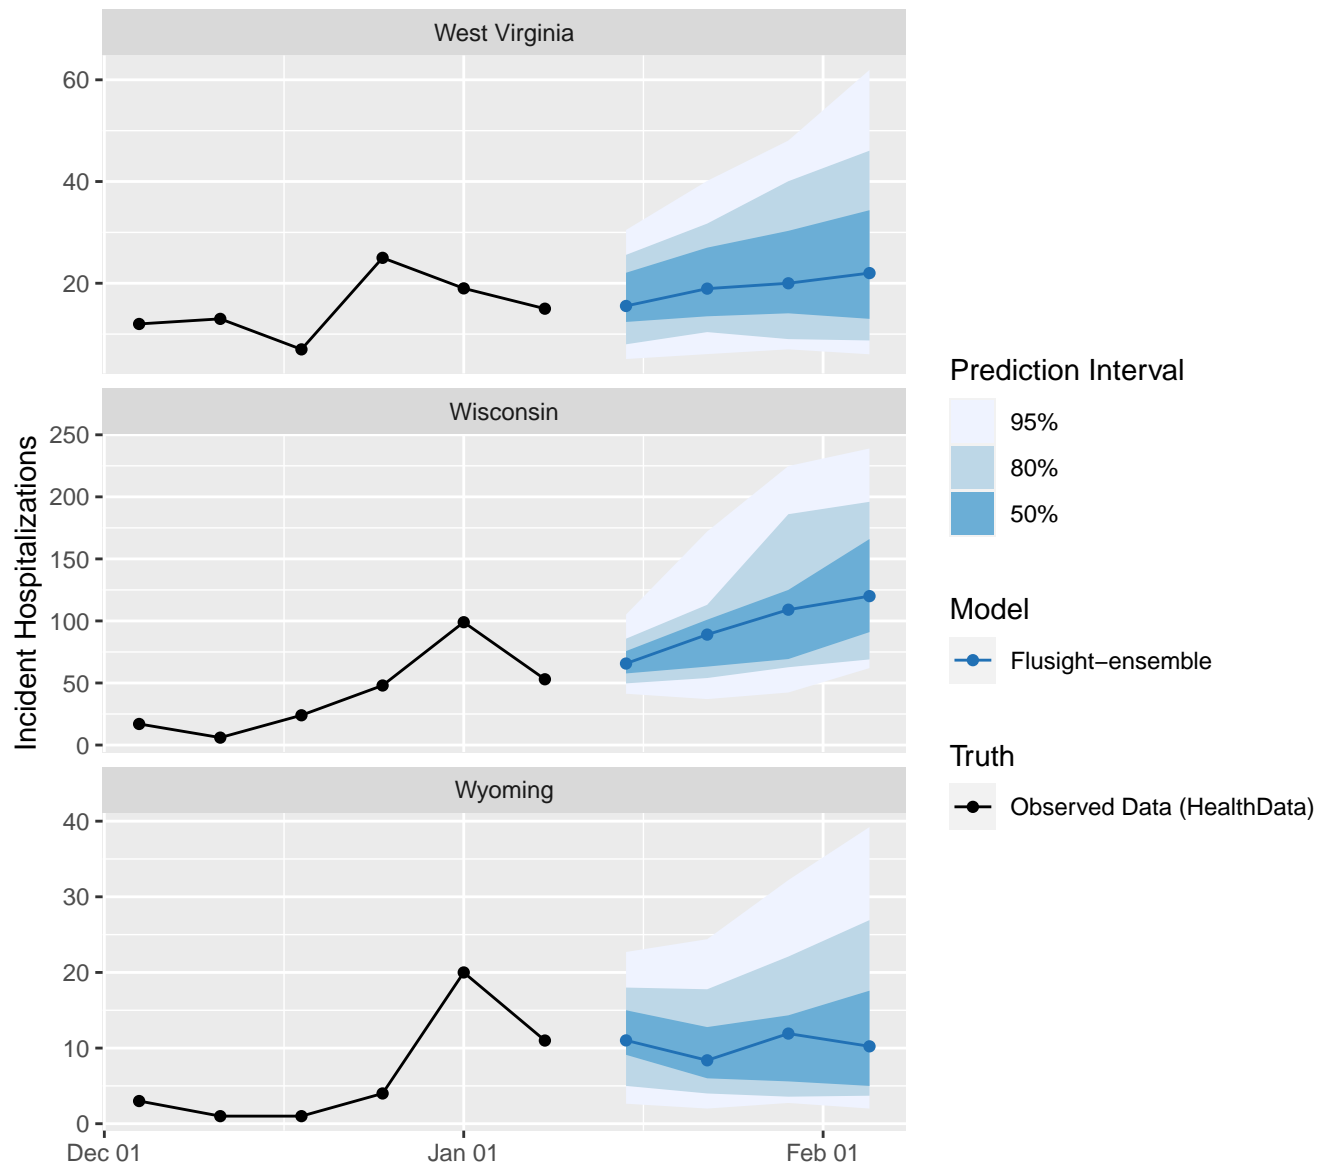 West Virginia
60
40
20
Wisconsin
250
200
150
100
50
0
Wyoming
40
30
20
10
0
Dec 01
Jan 01
Feb 01
Incident Hospitalizations
Prediction Interval
95%
80%
50%
Model
Flusight−ensemble
Truth
Observed Data (HealthData)